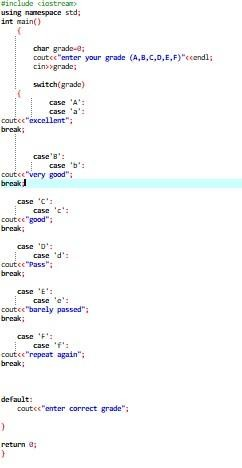 #include <iostream>
using namespace std;
int main()
{
char grade=0;
cout<<"enter your grade (A,B,C,D,E,F)"<<endl;
cin>>grade;
switch(grade)
{
case 'A':
case 'a':
cout<<"excellent";
break;
case'B':
case 'b':
cout<<"very good";
break;
case 'C':
case 'c':
cout<<"good";
break;
case 'D':
case 'd':
cout<<"Pass";
break;
case 'E':
case 'e':
cout<<"barely passed";
break;
case 'F':
case 'f':
cout<<"repeat again";
break;
default:
cout<<"enter correct grade";
}
return 0;
}